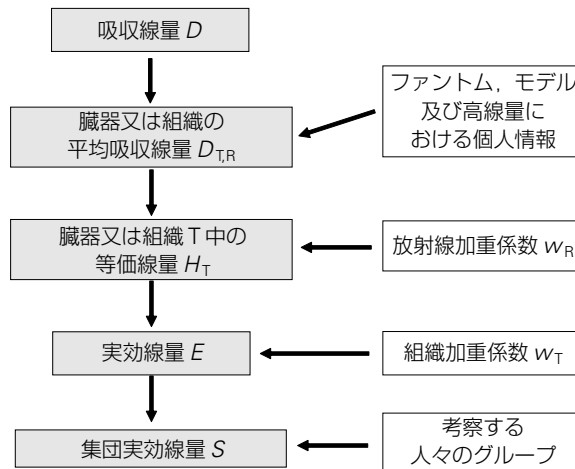 吸収線量 D
ファントム，モデル
及び高線量に
おける個人情報
臓器又は組織の
平均吸収線量 DT,R
臓器又は組織T中の
等価線量 HT
放射線加重係数 wR
実効線量 E
組織加重係数 wT
集団実効線量 S
考察する
人々のグループ